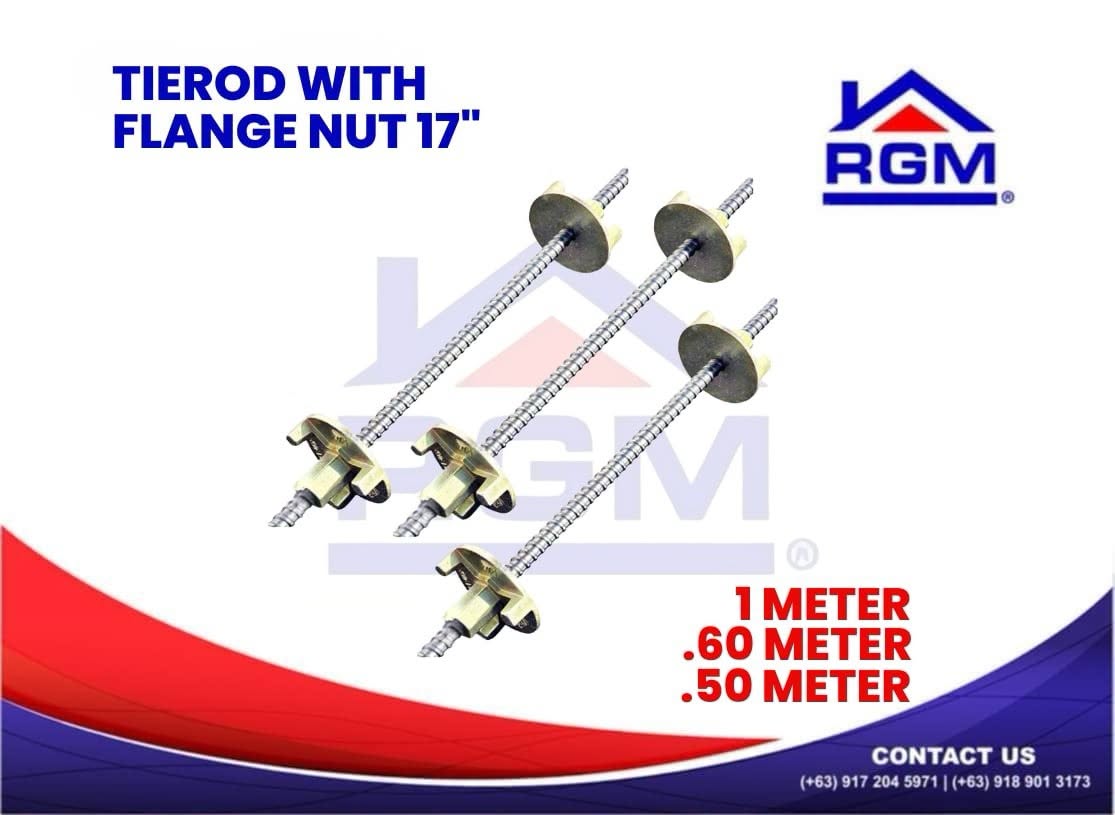 TIEROD WITH
FLANGE NUT 17"
RGM
®
RGM
®
1 METER
.60 METER
.50 METER
CONTACT US
(+63) 917 204 5971 | (+63) 918 901 3173